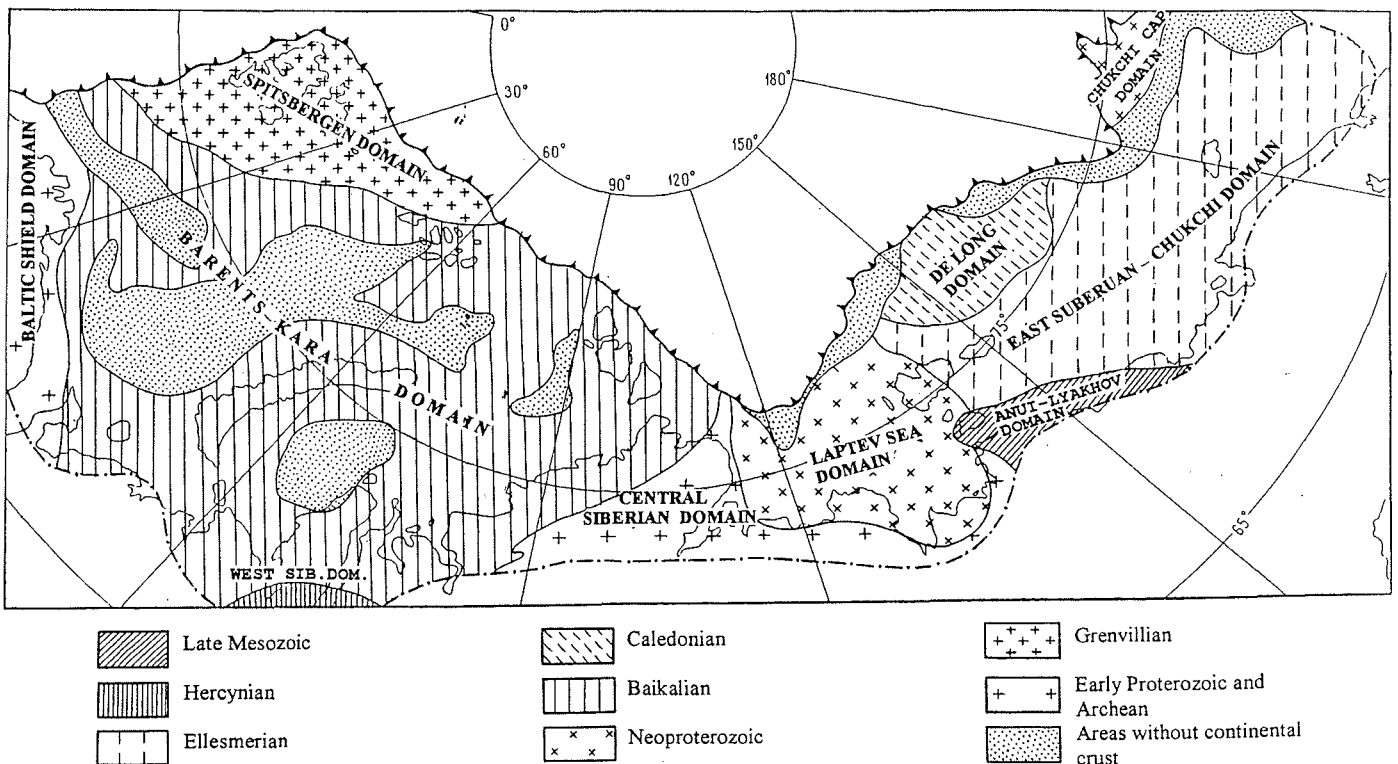 0°
30°
60°
90°
120°
150°
180°
75°
65°
SPITSBERGEN DOMAIN
BALTIC SHIELD DOMAIN
BARENTS-KARA
DOMAIN
WEST SIB.DOM.
CENTRAL
SIBERIAN DOMAIN
LAPTEV SEA
DOMAIN
ANUI-LYAKHOV
DOMAIN
DE LONG
DOMAIN
EAST SUBERUAN - CHUKCHI DOMAIN
CHUKCHI CAP
DOMAIN
Late Mesozoic
Hercynian
Ellesmerian
Caledonian
Baikalian
Neoproterozoic
Grenvillian
Early Proterozoic and
Archean
Areas without continental
crust